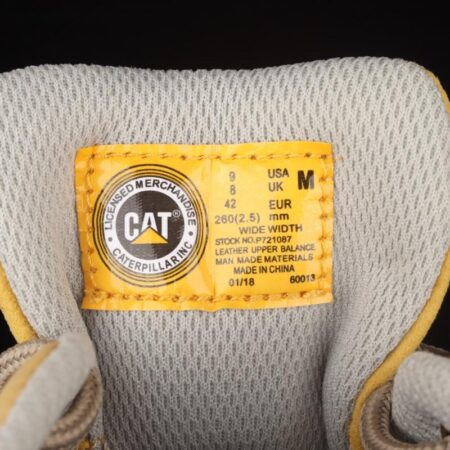 LICENSED MERCHANDISE
CAT®
CATERPILLAR INC
9 USA M
8 UK
42 EUR
260(2.5) mm
WIDE WIDTH
STOCK NO.P721087
LEATHER UPPER BALANCE
MAN MADE MATERIALS
MADE IN CHINA
01/18 60013